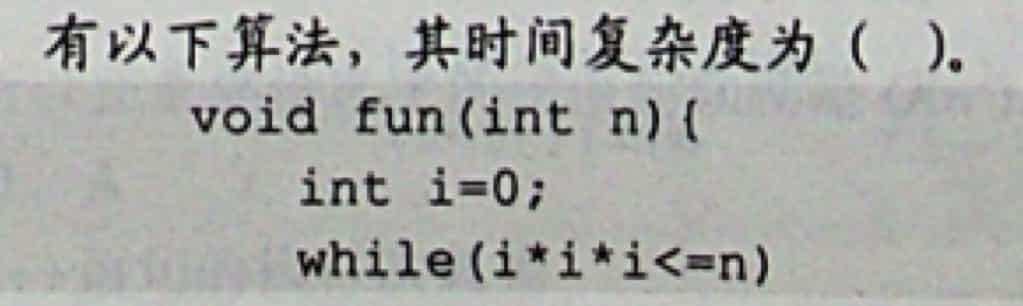 有以下算法，其时间复杂度为（ ）。
void fun(int n){
int i=0;
while(i*i*i<=n)